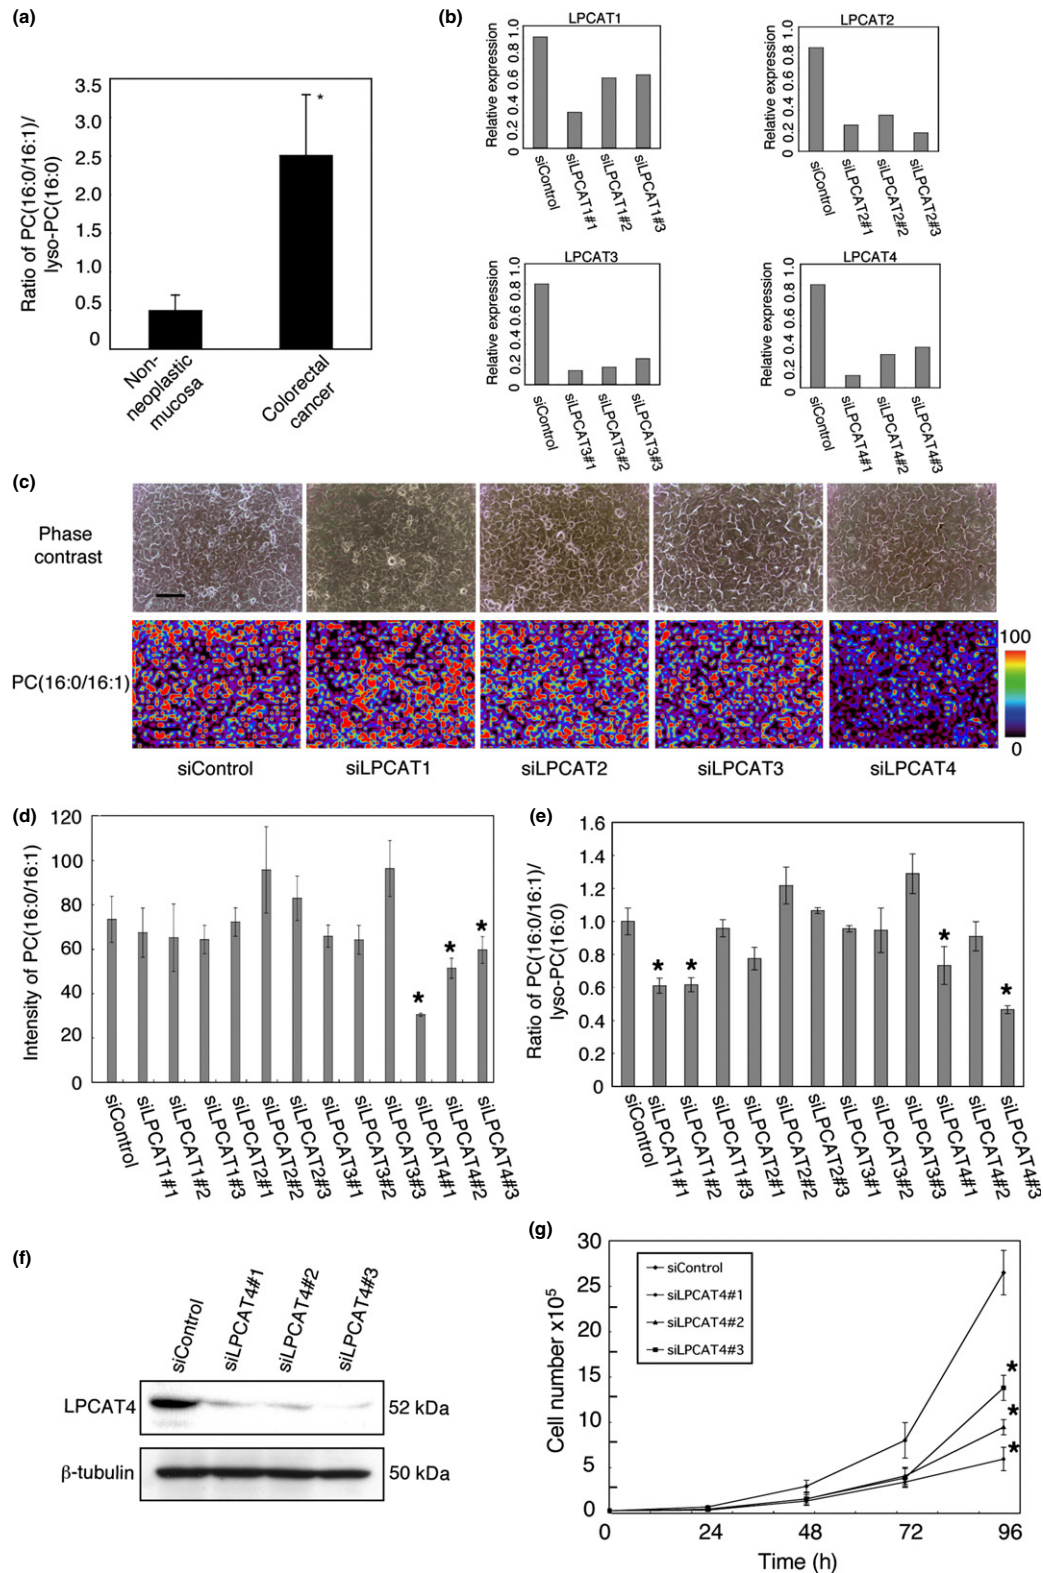 (a)
Ratio of PC(16:0/16:1)/
lyso-PC(16:0)
3.5
3.0
2.5
2.0
1.5
1.0
0.5
0
*
Non-
neoplastic
mucosa
Colorectal
cancer
(b)
LPCAT1
Relative expression
0 0.2 0.4 0.6 0.8 1.0
siControl
siLPCAT1#1
siLPCAT1#2
siLPCAT1#3
LPCAT2
Relative expression
0 0.2 0.4 0.6 0.8 1.0
siControl
siLPCAT2#1
siLPCAT2#2
siLPCAT2#3
LPCAT3
Relative expression
0 0.2 0.4 0.6 0.8 1.0
siControl
siLPCAT3#1
siLPCAT3#2
siLPCAT3#3
LPCAT4
Relative expression
0 0.2 0.4 0.6 0.8 1.0
siControl
siLPCAT4#1
siLPCAT4#2
siLPCAT4#3
(c)
Phase
contrast
PC(16:0/16:1)
100
0
siControl
siLPCAT1
siLPCAT2
siLPCAT3
siLPCAT4
(d)
Intensity of PC(16:0/16:1)
120
100
80
60
40
20
0
* * *
siControl
siLPCAT1#1
siLPCAT1#2
siLPCAT1#3
siLPCAT2#1
siLPCAT2#2
siLPCAT2#3
siLPCAT3#1
siLPCAT3#2
siLPCAT3#3
siLPCAT4#1
siLPCAT4#2
siLPCAT4#3
(e)
Ratio of PC(16:0/16:1)/
lyso-PC(16:0)
1.6
1.4
1.2
1.0
0.8
0.6
0.4
0.2
0
* * * *
siControl
siLPCAT1#1
siLPCAT1#2
siLPCAT1#3
siLPCAT2#1
siLPCAT2#2
siLPCAT2#3
siLPCAT3#1
siLPCAT3#2
siLPCAT3#3
siLPCAT4#1
siLPCAT4#2
siLPCAT4#3
(f)
siControl
siLPCAT4#1
siLPCAT4#2
siLPCAT4#3
LPCAT4
52 kDa
β-tubulin
50 kDa
(g)
Cell number x10⁵
30
25
20
15
10
5
0
siControl
siLPCAT4#1
siLPCAT4#2
siLPCAT4#3
*
*
*
0 24 48 72 96
Time (h)